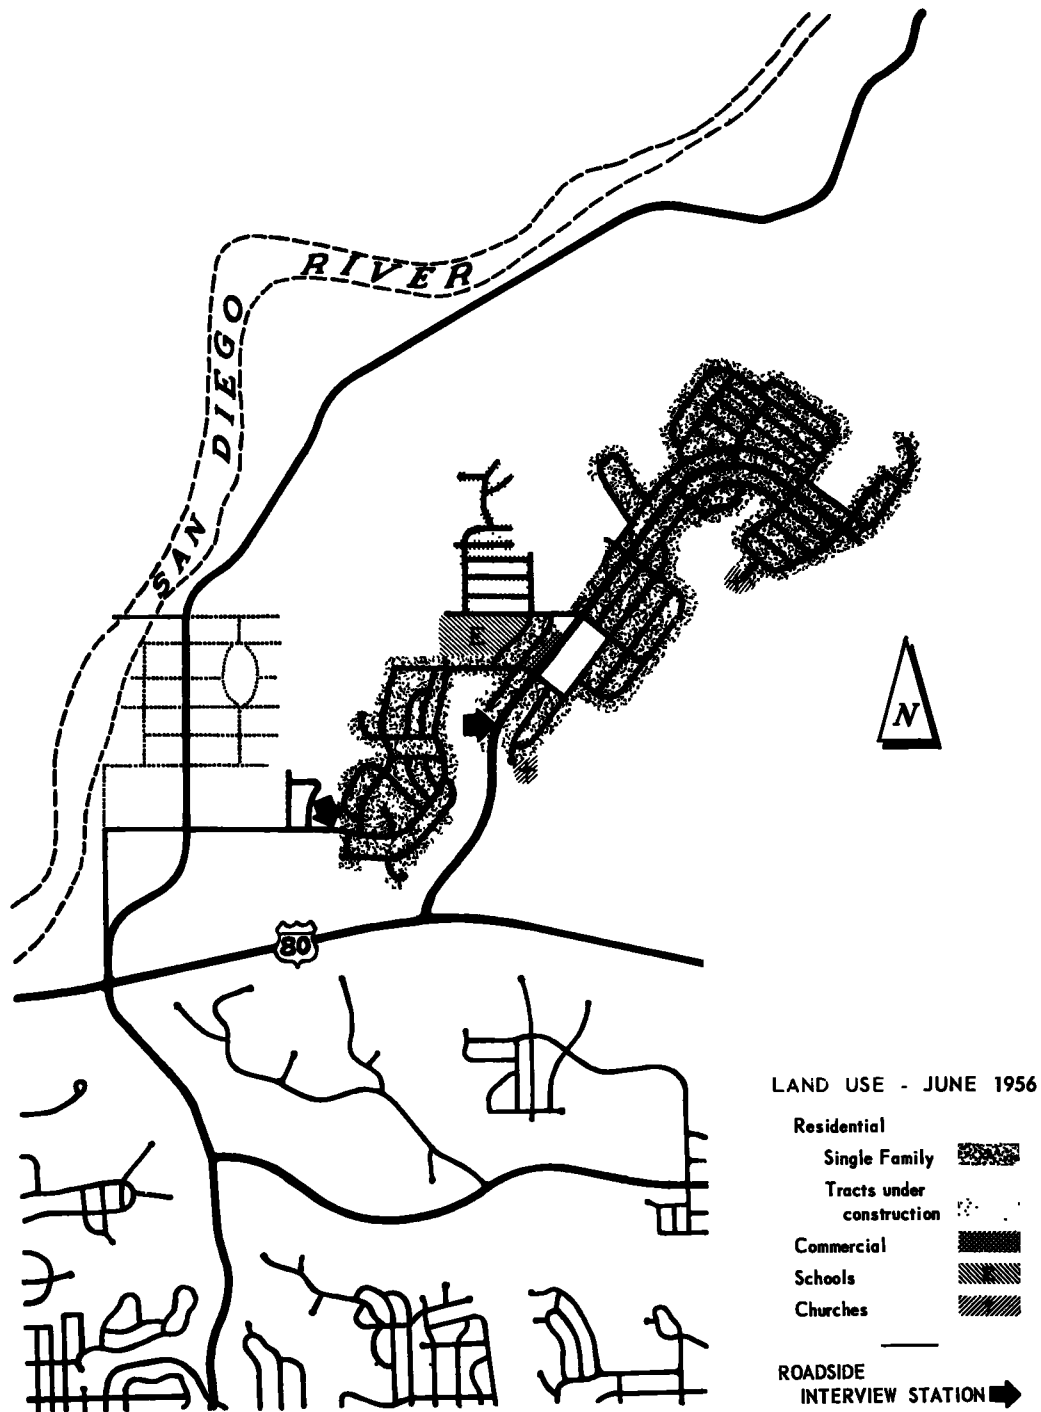 RIVER
DIEGO
SAN
E
N
80
LAND USE - JUNE 1956
Residential
Single Family
Tracts under
construction
Commercial
Schools
E
Churches
ROADSIDE
INTERVIEW STATION